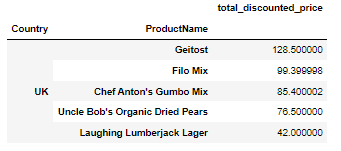 total_discounted_price
Country ProductName
Geitost 128.500000
Filo Mix 99.399998
UK Chef Anton's Gumbo Mix 85.400002
Uncle Bob's Organic Dried Pears 76.500000
Laughing Lumberjack Lager 42.000000